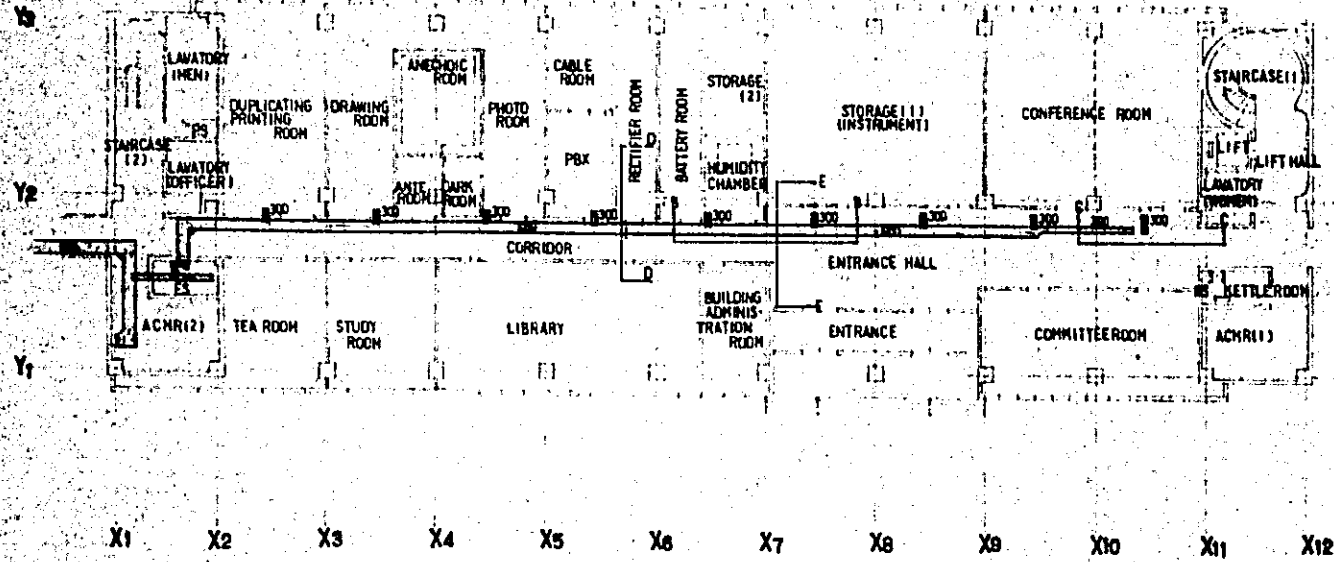 Y3
LAVATORY
(MEN)
ANECHOIC
ROOM
CABLE
ROOM
RECTIFIER ROOM
BATTERY ROOM
STORAGE
(2)
STAIRCASE(1)
DUPLICATING
PRINTING
ROOM
DRAWING
ROOM
PHOTO
ROOM
STORAGE(1)
(INSTRUMENT)
CONFERENCE ROOM
PS
STAIRCASE
(2)
PBX
D
LIFT
LIFT HALL
LAVATORY
(OFFICER)
HUMIDITY
CHAMBER
E
Y2
ANTE
ROOM
DARK
ROOM
LAVATORY
(WOMEN)
300
300
300
300
300
300
300
300
300
C
CORRIDOR
ENTRANCE HALL
D
E
KETTLE ROOM
ACMR(2)
TEA ROOM
STUDY
ROOM
LIBRARY
BUILDING
ADMINIS-
TRATION
ROOM
ENTRANCE
COMMITTEE ROOM
ACMR(1)
Y1
X1
X2
X3
X4
X5
X6
X7
X8
X9
X10
X11
X12